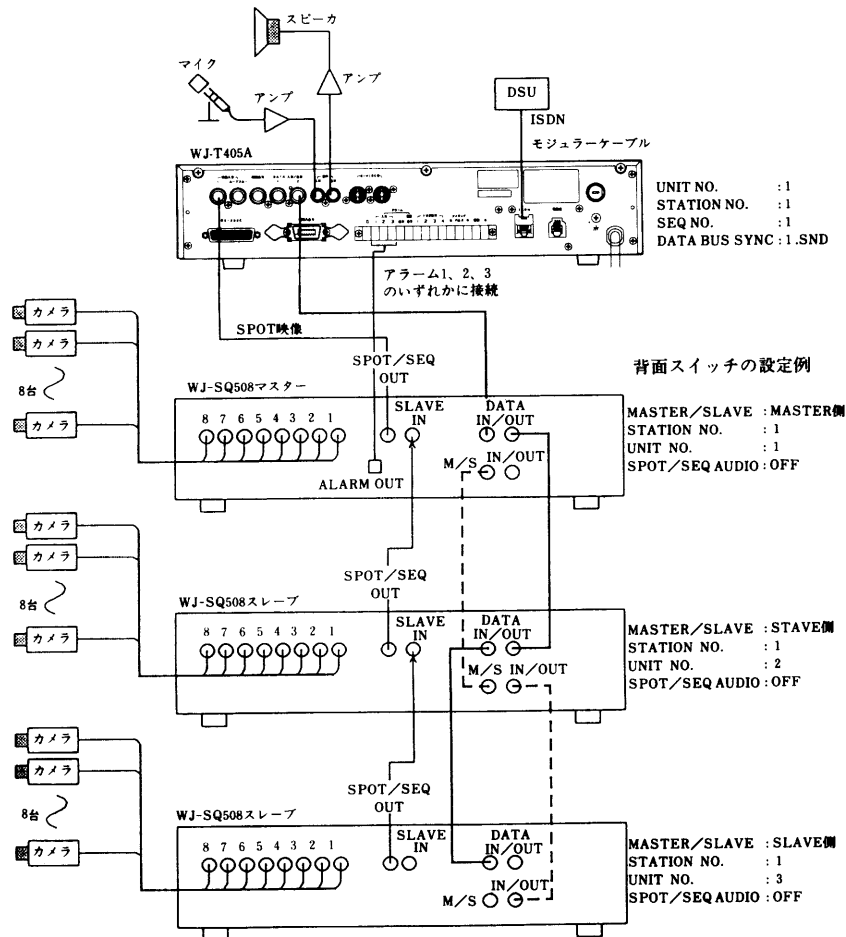 スピーカ
マイク
アンプ
アンプ
DSU
ISDN
モジュラーケーブル
WJ-T405A
UNIT NO. :1
STATION NO. :1
SEQ NO. :1
DATA BUS SYNC :1.SND
アラーム1、2、3
のいずれかに接続
カメラ
カメラ
8台
カメラ
SPOT映像
SPOT／SEQ
OUT
背面スイッチの設定例
WJ-SQ508マスター
8 7 6 5 4 3 2 1
SLAVE
IN
DATA
IN/OUT
M/S IN/OUT
ALARM OUT
MASTER/SLAVE :MASTER側
STATION NO. :1
UNIT NO. :1
SPOT/SEQ AUDIO:OFF
カメラ
カメラ
8台
カメラ
SPOT／SEQ
OUT
WJ-SQ508スレーブ
8 7 6 5 4 3 2 1
SLAVE
IN
DATA
IN/OUT
M/S IN/OUT
MASTER/SLAVE :STAVE側
STATION NO. :1
UNIT NO. :2
SPOT/SEQ AUDIO:OFF
カメラ
カメラ
8台
カメラ
SPOT／SEQ
OUT
WJ-SQ508スレーブ
8 7 6 5 4 3 2 1
SLAVE
IN
DATA
IN/OUT
M/S IN/OUT
MASTER/SLAVE :SLAVE側
STATION NO. :1
UNIT NO. :3
SPOT/SEQ AUDIO:OFF